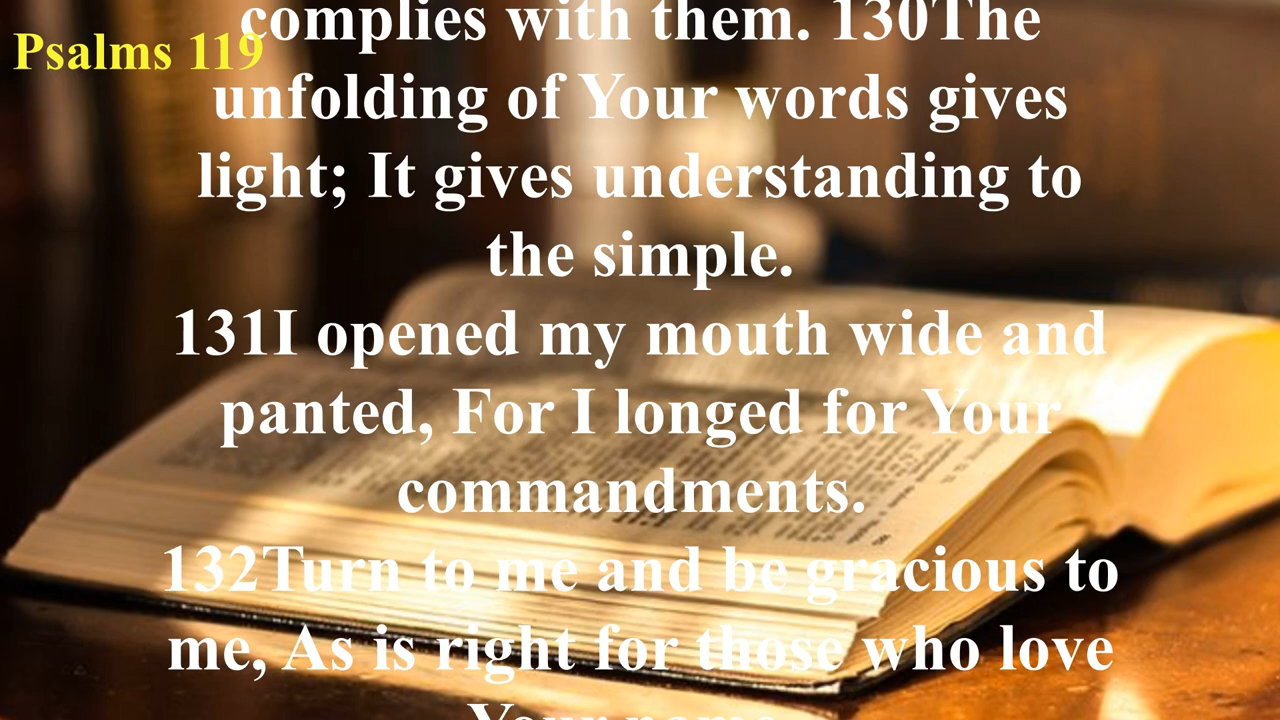 Psalms 119
complies with them. 130The
unfolding of Your words gives
light; It gives understanding to
the simple.
131I opened my mouth wide and
panted, For I longed for Your
commandments.
132Turn to me and be gracious to
me, As is right for those who love
Your name.